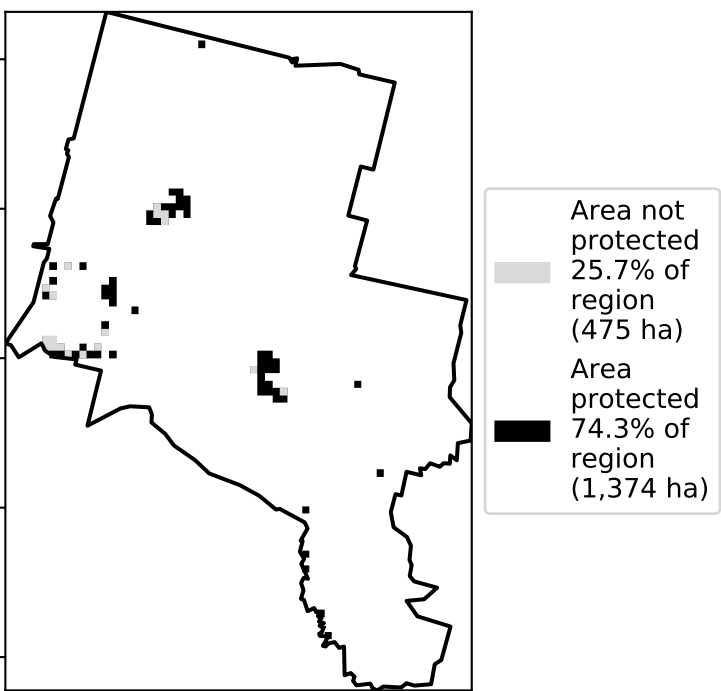 Area not
protected
25.7% of
region
(475 ha)
Area
protected
74.3% of
region
(1,374 ha)